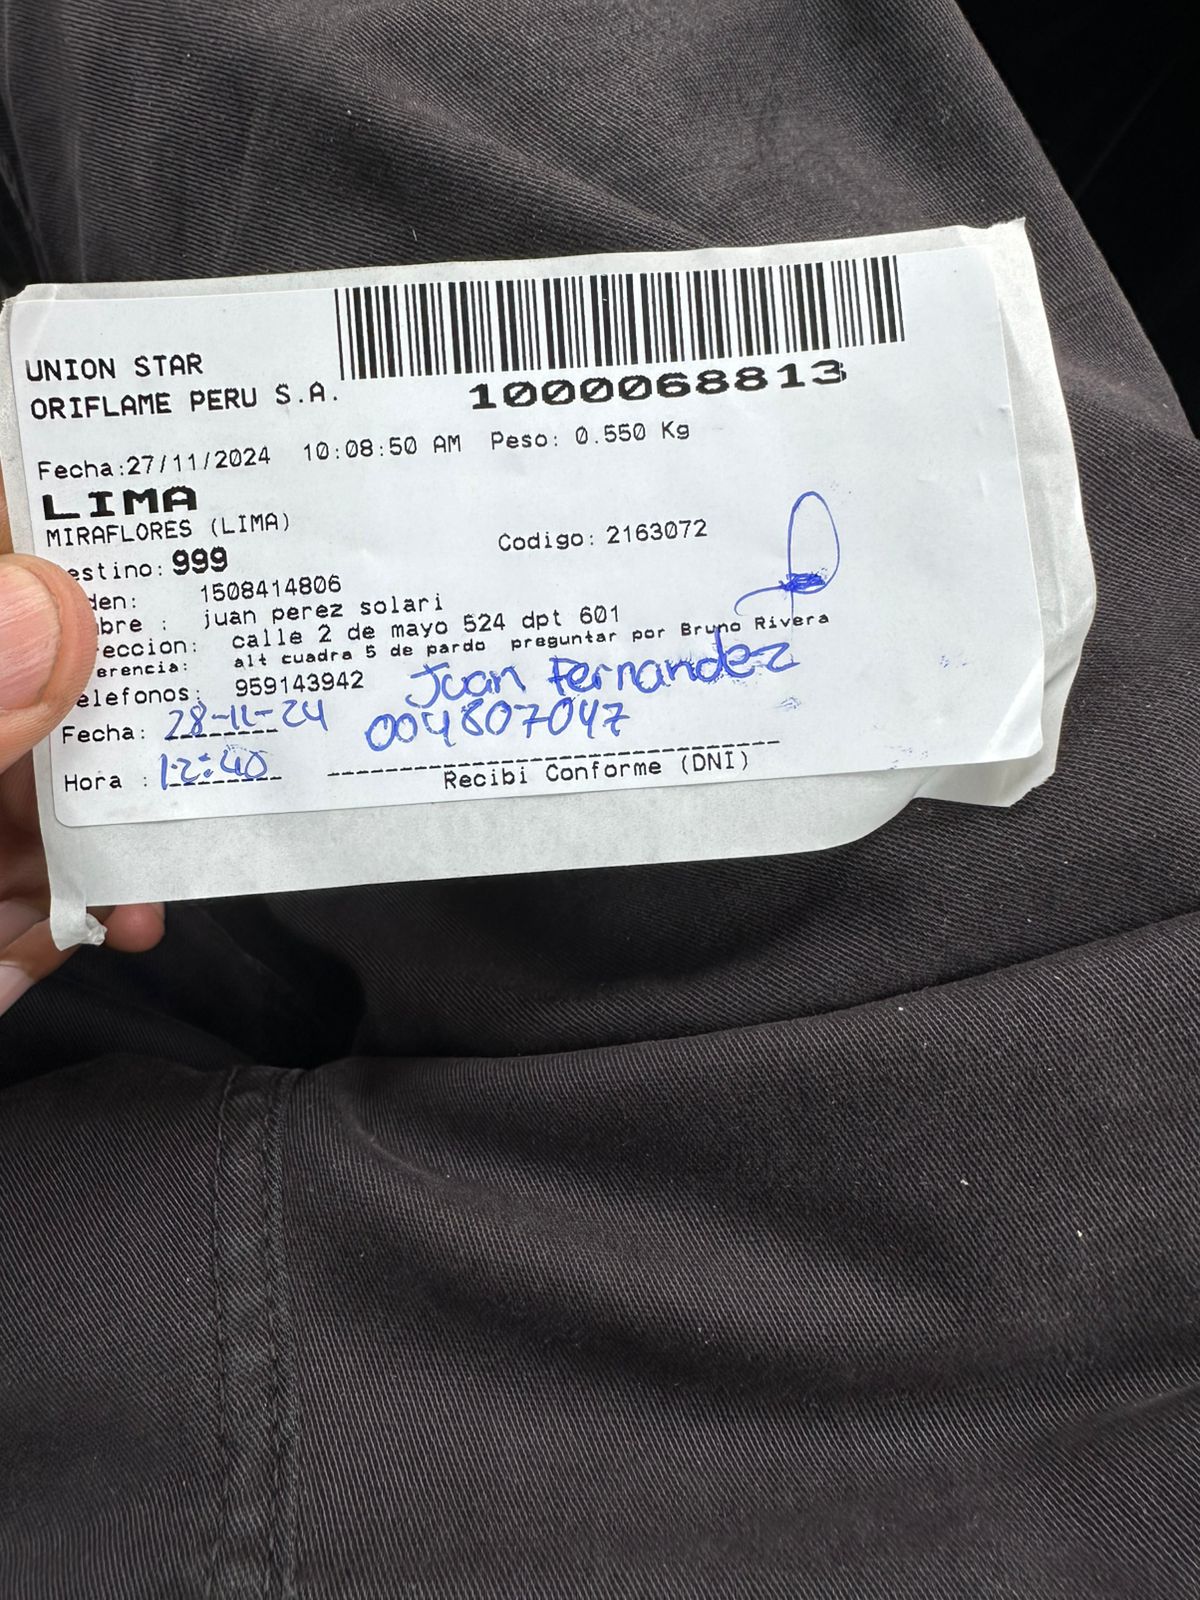 UNION STAR
ORIFLAME PERU S.A.
1000068813
Fecha:27/11/2024 10:08:50 AM Peso: 0.550 Kg
LIMA
MIRAFLORES (LIMA)
Codigo: 2163072
estino: 999
den: 1508414806
bre : juan perez solari
eccion: calle 2 de mayo 524 dpt 601
erencia: alt cuadra 5 de pardo preguntar por Bruno Rivera
elefonos: 959143942
Juan Fernandez
Fecha: 28-11-24
004807047
Hora : 12:40
Recibi Conforme (DNI)